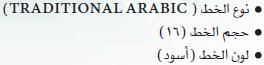 • نوع الخط ( TRADITIONAL ARABIC)
• حجم الخط (١٦)
• لون الخط (أسود)